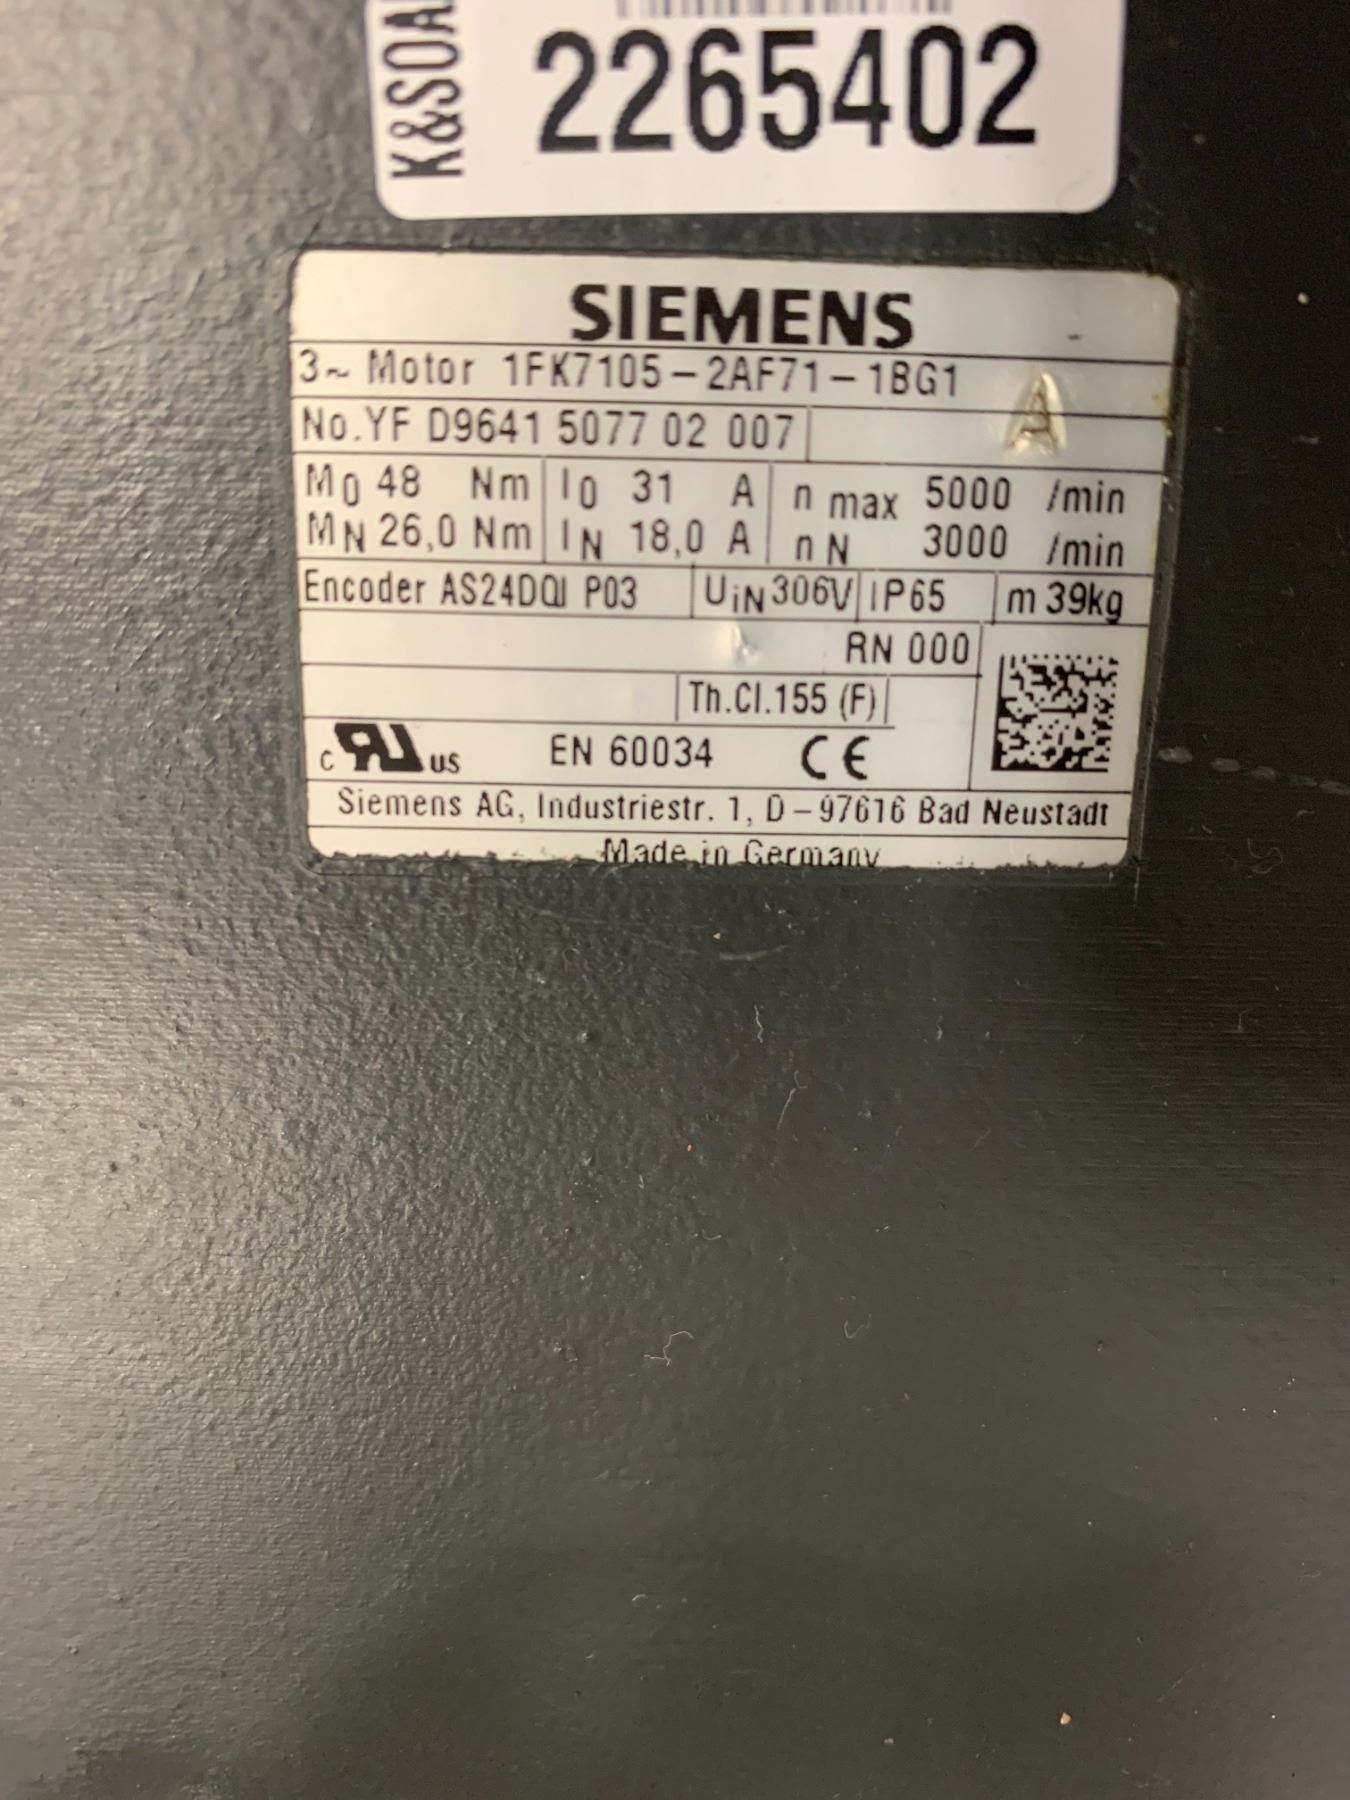 K&SOA
2265402
SIEMENS
3~ Motor 1FK7105-2AF71-1BG1
A
No.YF D9641 5077 02 007
M0 48 Nm I0 31 A n max 5000 /min
MN 26,0 Nm IN 18,0 A nN 3000 /min
Encoder AS24DQI P03 UiN 306V IP65 m 39kg
RN 000
Th.Cl.155 (F)
c RU us EN 60034 CE
Siemens AG, Industriestr. 1, D-97616 Bad Neustadt
Made in Germany